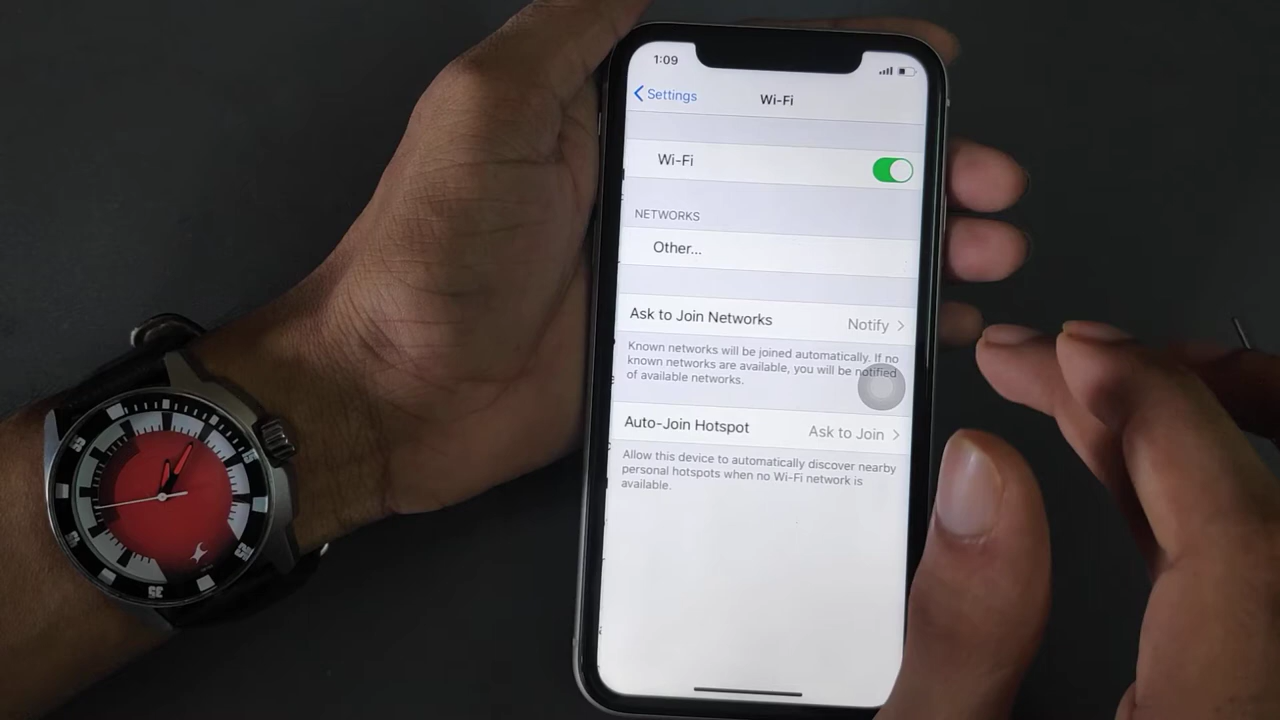 1:09
Settings
Wi-Fi
Wi-Fi
NETWORKS
Other...
Ask to Join Networks
Notify
Known networks will be joined automatically. If no
known networks are available, you will be notified
of available networks.
Auto-Join Hotspot
Ask to Join
Allow this device to automatically discover nearby
personal hotspots when no Wi-Fi network is
available.
35